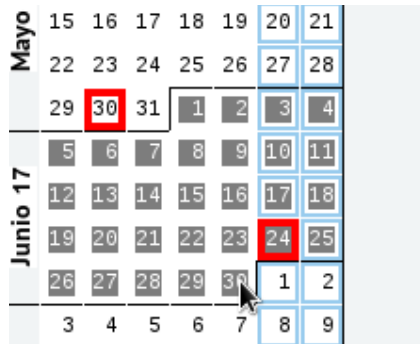 Mayo
15 16 17 18 19 20 21
22 23 24 25 26 27 28
29 30 31 1 2 3 4
Junio 17
5 6 7 8 9 10 11
12 13 14 15 16 17 18
19 20 21 22 23 24 25
26 27 28 29 30 1 2
3 4 5 6 7 8 9